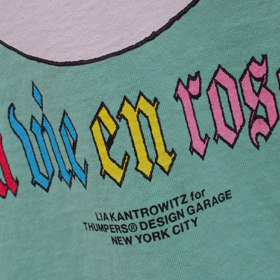 a vie en ros
LIA KANTROWITZ for
THUMPERS® DESIGN GARAGE
NEW YORK CITY